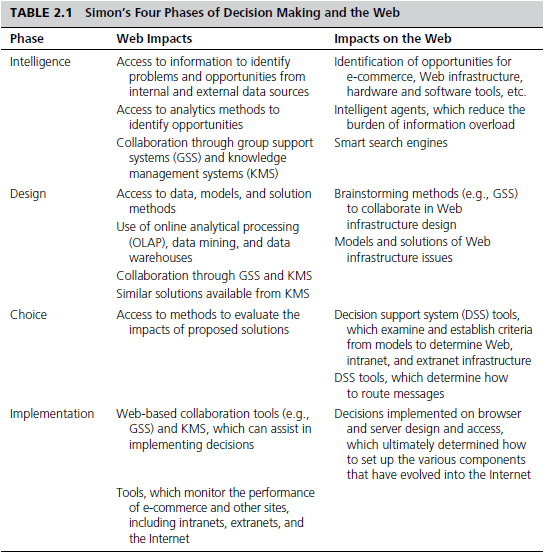 TABLE 2.1 Simon's Four Phases of Decision Making and the Web
Phase Web Impacts Impacts on the Web
Intelligence
Access to information to identify
problems and opportunities from
internal and external data sources
Access to analytics methods to
identify opportunities
Collaboration through group support
systems (GSS) and knowledge
management systems (KMS)
Identification of opportunities for
e-commerce, Web infrastructure,
hardware and software tools, etc.
Intelligent agents, which reduce the
burden of information overload
Smart search engines
Design
Access to data, models, and solution
methods
Use of online analytical processing
(OLAP), data mining, and data
warehouses
Collaboration through GSS and KMS
Similar solutions available from KMS
Brainstorming methods (e.g., GSS)
to collaborate in Web
infrastructure design
Models and solutions of Web
infrastructure issues
Choice
Access to methods to evaluate the
impacts of proposed solutions
Decision support system (DSS) tools,
which examine and establish criteria
from models to determine Web,
intranet, and extranet infrastructure
DSS tools, which determine how
to route messages
Implementation
Web-based collaboration tools (e.g.,
GSS) and KMS, which can assist in
implementing decisions
Tools, which monitor the performance
of e-commerce and other sites,
including intranets, extranets, and
the Internet
Decisions implemented on browser
and server design and access,
which ultimately determined how
to set up the various components
that have evolved into the Internet